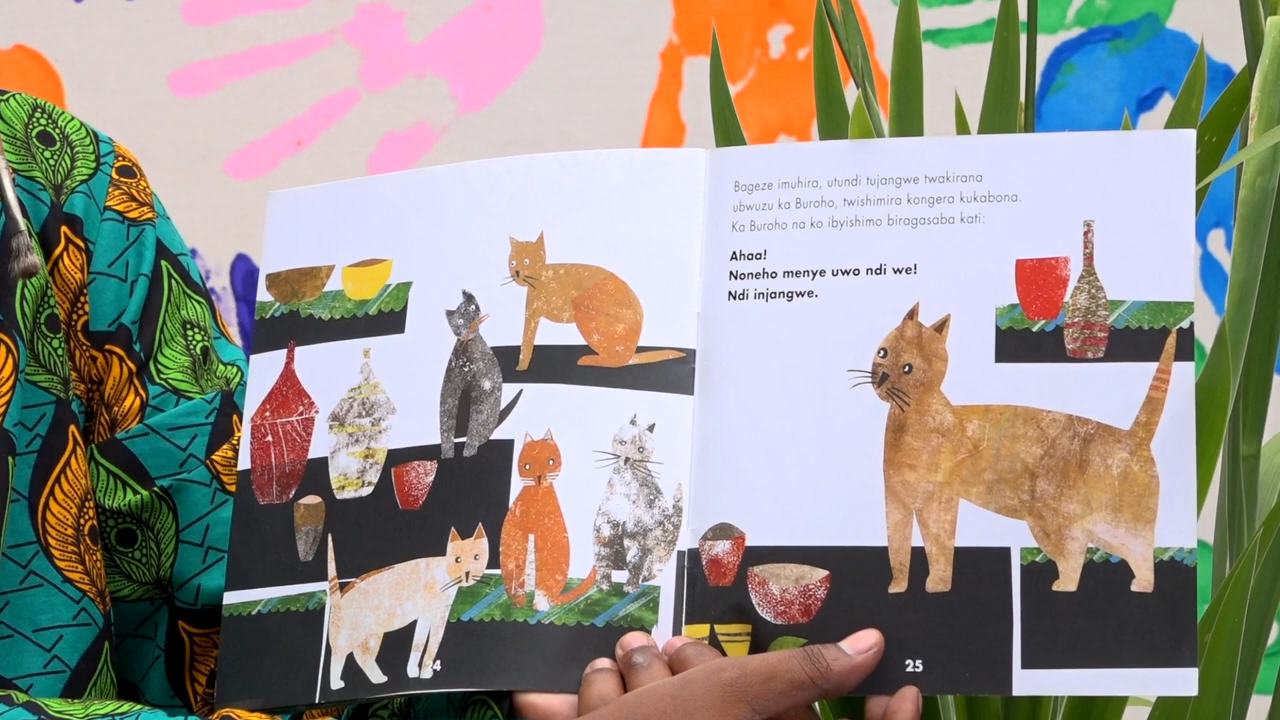 Bageze imuhira, utundi tujangwe twakirana
ubwuzu ka Buroho, twishimira kongera kukabona.
Ka Buroho na ko ibyishimo biragasaba kati:
Ahaa!
Noneho menye uwo ndi we!
Ndi injangwe.
24
25